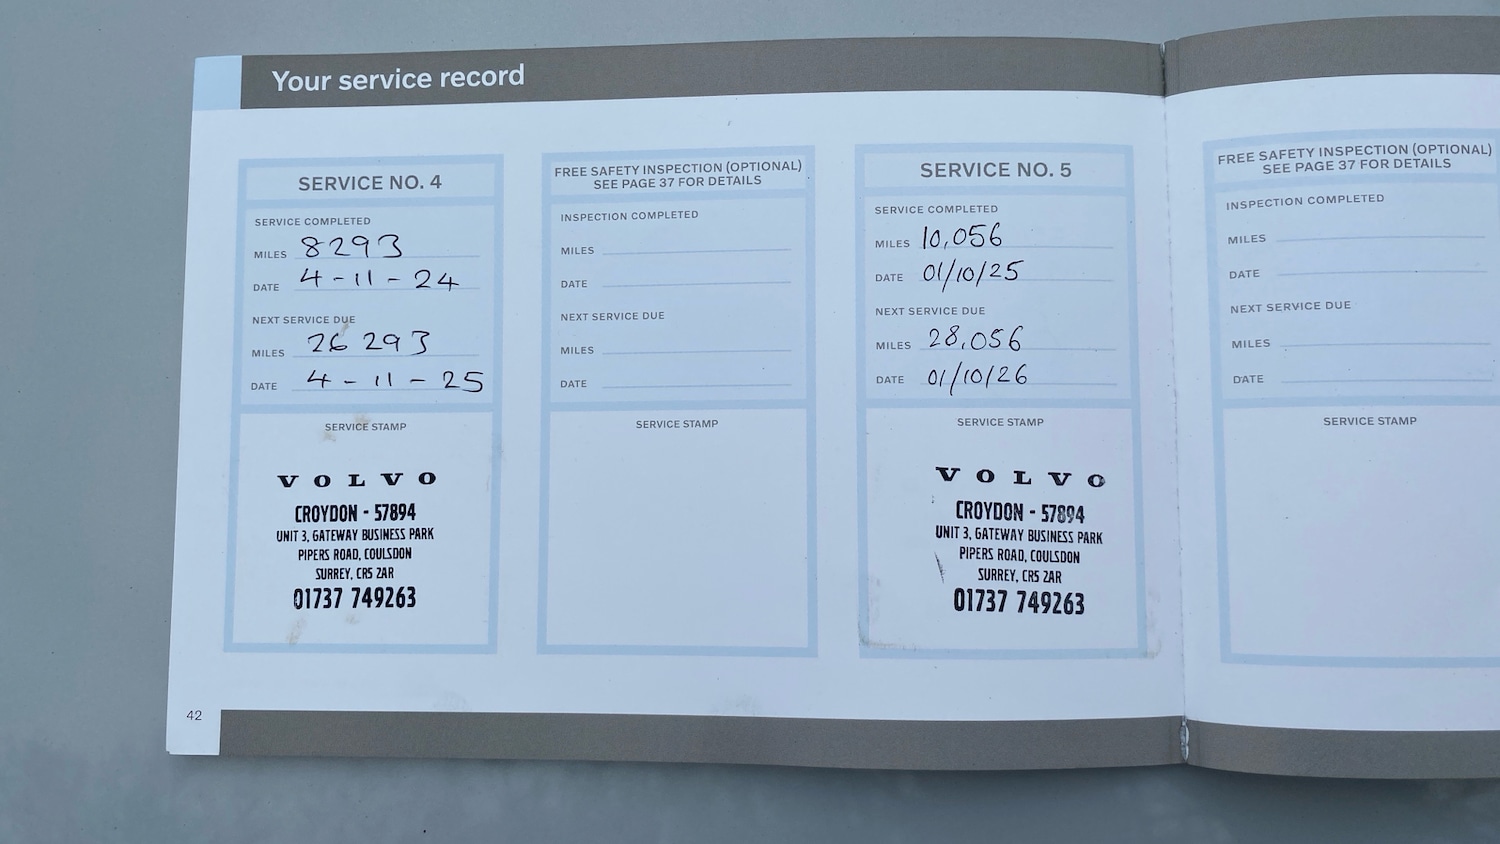 Your service record
SERVICE NO. 4
SERVICE COMPLETED
MILES 8293
DATE 4-11-24
NEXT SERVICE DUE
MILES 26 293
DATE 4-11-25
SERVICE STAMP
VOLVO
CROYDON - 57894
UNIT 3, GATEWAY BUSINESS PARK
PIPERS ROAD, COULSDON
SURREY, CR5 2AR
01737 749263
FREE SAFETY INSPECTION (OPTIONAL)
SEE PAGE 37 FOR DETAILS
INSPECTION COMPLETED
MILES
DATE
NEXT SERVICE DUE
MILES
DATE
SERVICE STAMP
SERVICE NO. 5
SERVICE COMPLETED
MILES 10,056
DATE 01/10/25
NEXT SERVICE DUE
MILES 28,056
DATE 01/10/26
SERVICE STAMP
VOLVO
CROYDON - 57894
UNIT 3, GATEWAY BUSINESS PARK
PIPERS ROAD, COULSDON
SURREY, CR5 2AR
01737 749263
FREE SAFETY INSPECTION (OPTIONAL)
SEE PAGE 37 FOR DETAILS
INSPECTION COMPLETED
MILES
DATE
NEXT SERVICE DUE
MILES
DATE
SERVICE STAMP
42